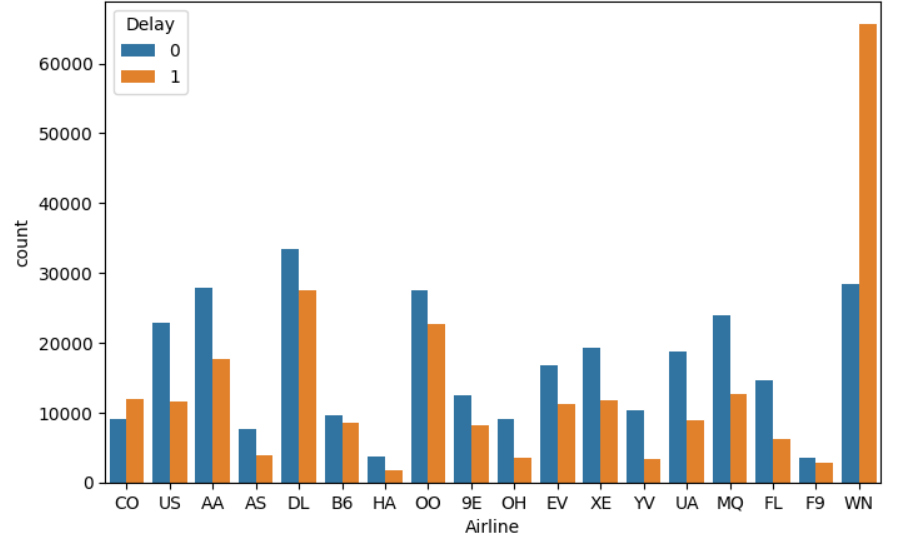 Delay
0
1
60000
50000
40000
30000
20000
10000
0
count
CO US AA AS DL B6 HA OO 9E OH EV XE YV UA MQ FL F9 WN
Airline